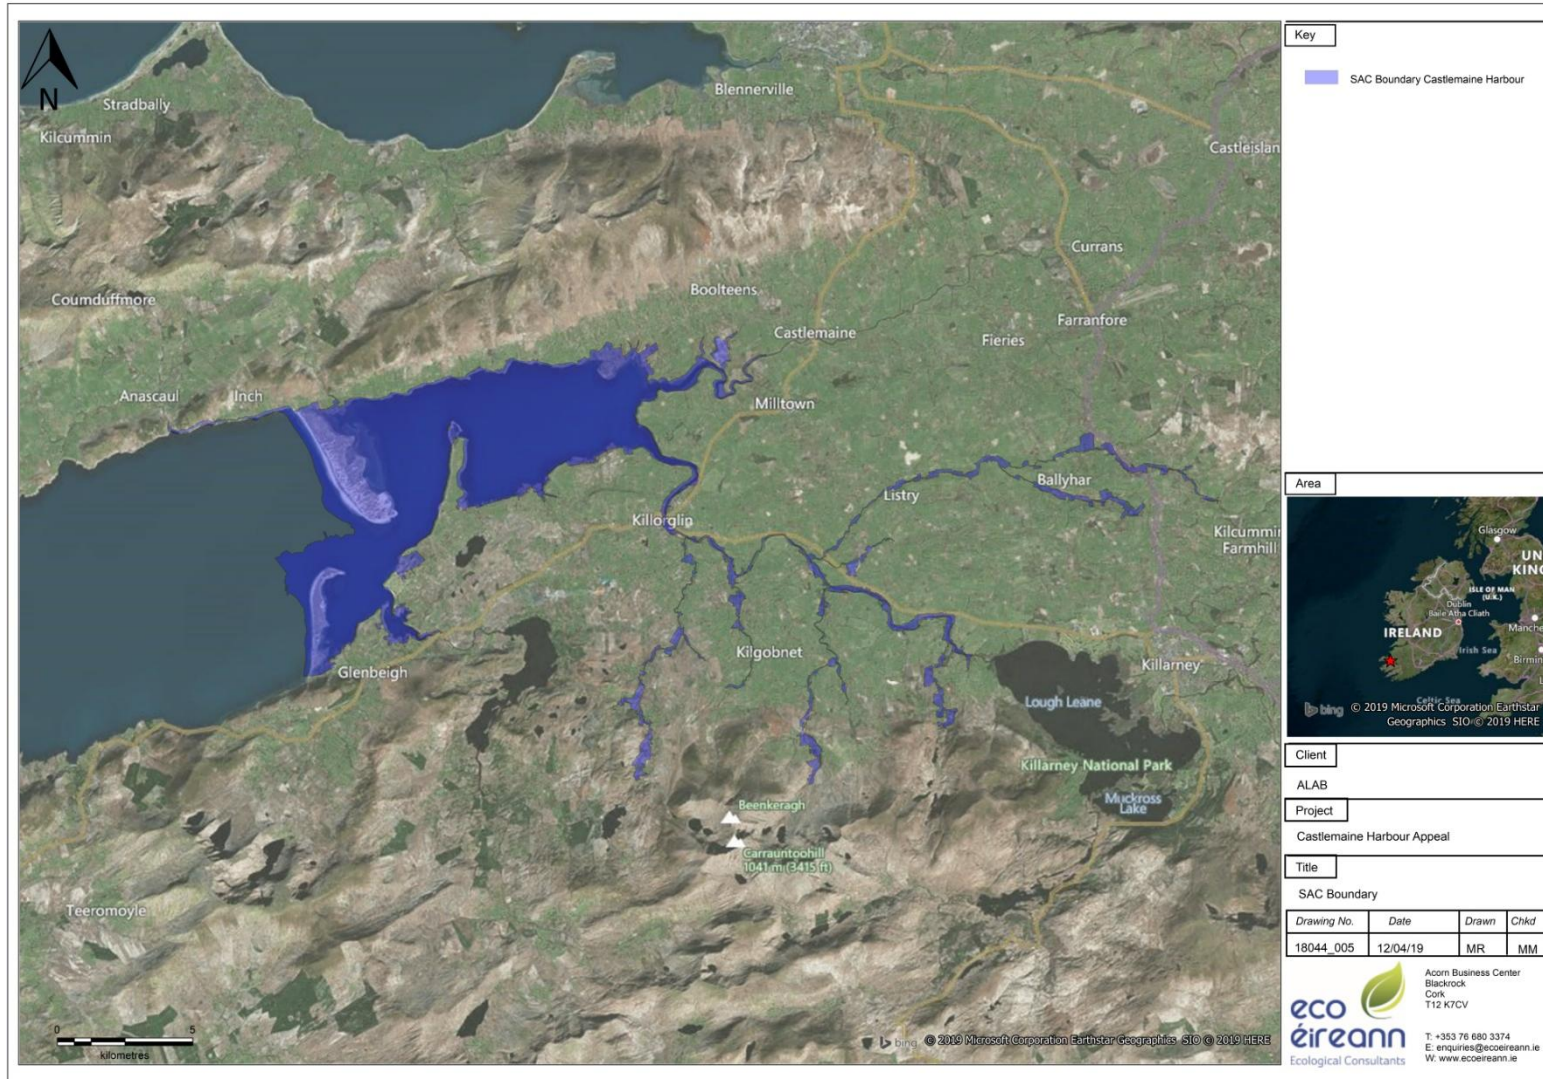 N
Stradbally
Kilcummin
Blennerville
Castleislan
Currans
Coumduffmore
Boolteens
Castlemaine
Farranfore
Fieries
Anascaul
Inch
Milltown
Ballyhar
Listry
Killorglin
Kilcummin
Farmhill
Kilgobnet
Glenbeigh
Killarney
Lough Leane
Killarney National Park
Muckross
Lake
Beenkeragh
Carrauntoohill
1041 m (3415 ft)
Teeromoyle
0 5
kilometres
bing
© 2019 Microsoft Corporation Earthstar Geographics SIO © 2019 HERE
Key
SAC Boundary Castlemaine Harbour
Area
Glasgow
UN
KING
ISLE OF MAN
(U.K.)
Dublin
Baile Átha Cliath
Manche
IRELAND
Irish Sea
Birmin
L
Celtic Sea
bing
© 2019 Microsoft Corporation Earthstar
Geographics SIO © 2019 HERE
Client
ALAB
Project
Castlemaine Harbour Appeal
Title
SAC Boundary
Drawing No. Date Drawn Chkd
18044_005 12/04/19 MR MM
eco
éireann
Ecological Consultants
Acorn Business Center
Blackrock
Cork
T12 K7CV
T: +353 76 680 3374
E: enquiries@ecoeireann.ie
W: www.ecoeireann.ie